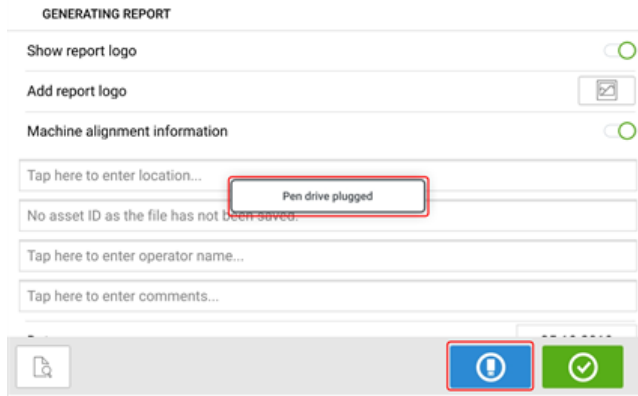 GENERATING REPORT
Show report logo
Add report logo
Machine alignment information
Tap here to enter location...
Pen drive plugged
No asset ID as the file has not been saved.
Tap here to enter operator name...
Tap here to enter comments...